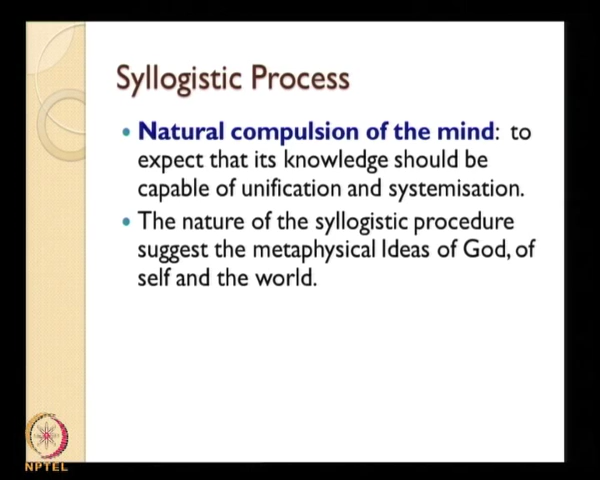 Syllogistic Process
• Natural compulsion of the mind: to
expect that its knowledge should be
capable of unification and systemisation.
• The nature of the syllogistic procedure
suggest the metaphysical Ideas of God, of
self and the world.
NPTEL